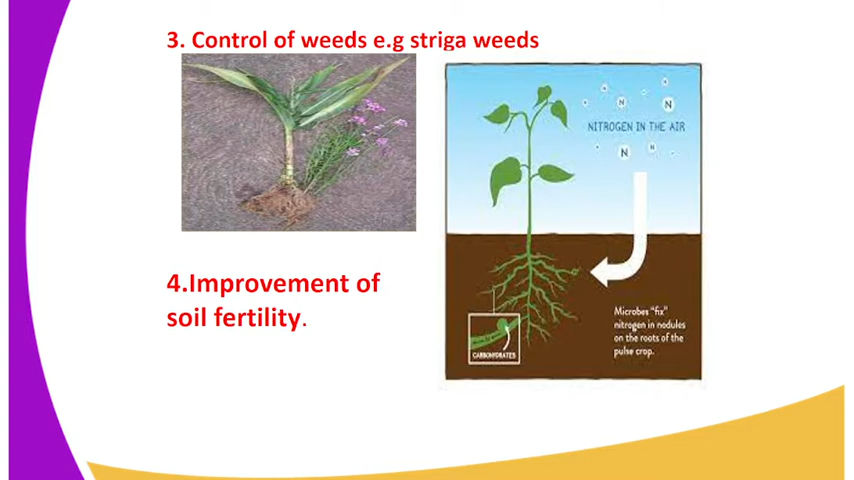 3. Control of weeds e.g striga weeds
N
N
NITROGEN IN THE AIR
N
N
4.Improvement of
soil fertility.
Microbes "fix"
nitrogen in nodules
on the roots of the
pulse crop.
CARBOHYDRATES